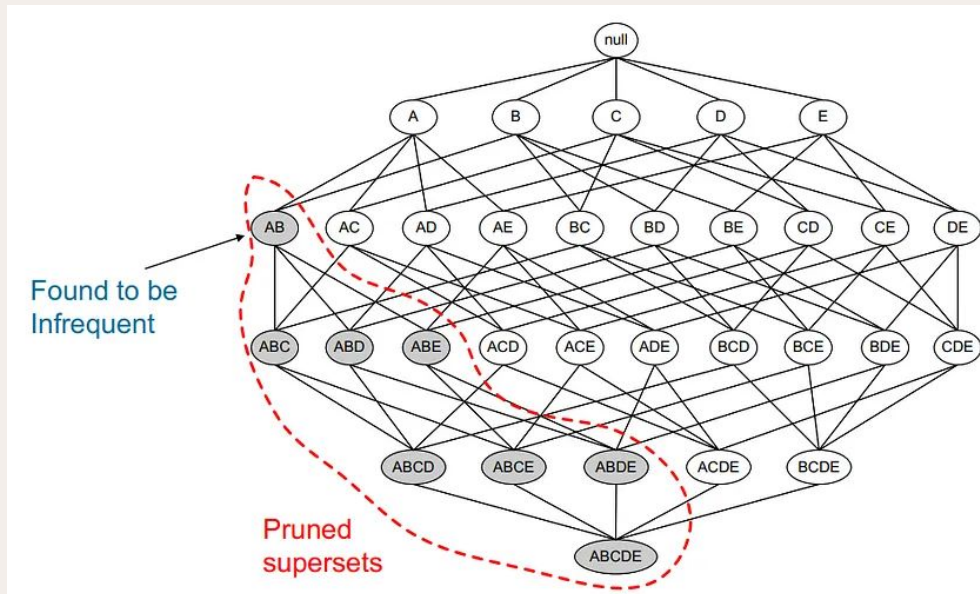 null
A B C D E
AB AC AD AE BC BD BE CD CE DE
Found to be
Infrequent
ABC ABD ABE ACD ACE ADE BCD BCE BDE CDE
ABCD ABCE ABDE ACDE BCDE
Pruned
supersets
ABCDE